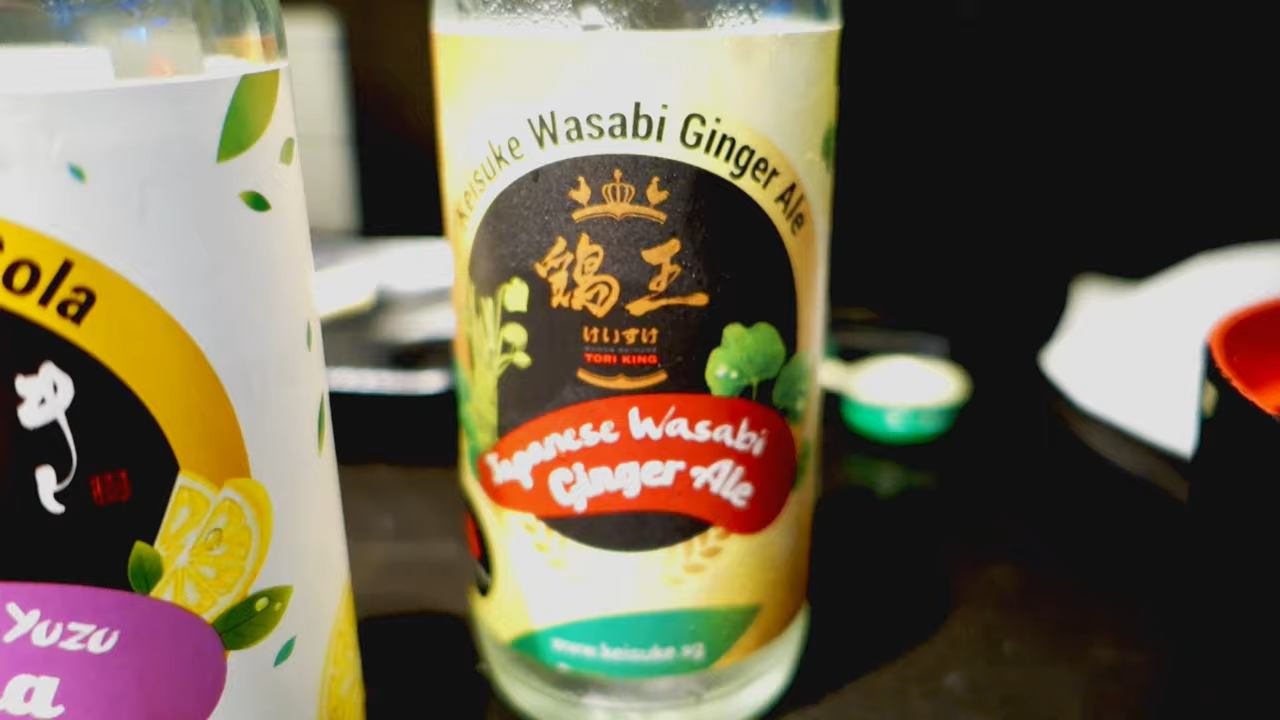 Keisuke Wasabi Ginger Ale
鶏王
けいすけ
TORI KING
Japanese Wasabi
Ginger Ale
www.keisuke.sg
ola
Yuzu
a